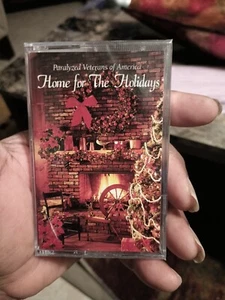 Paralyzed Veterans of America
Home for The Holidays